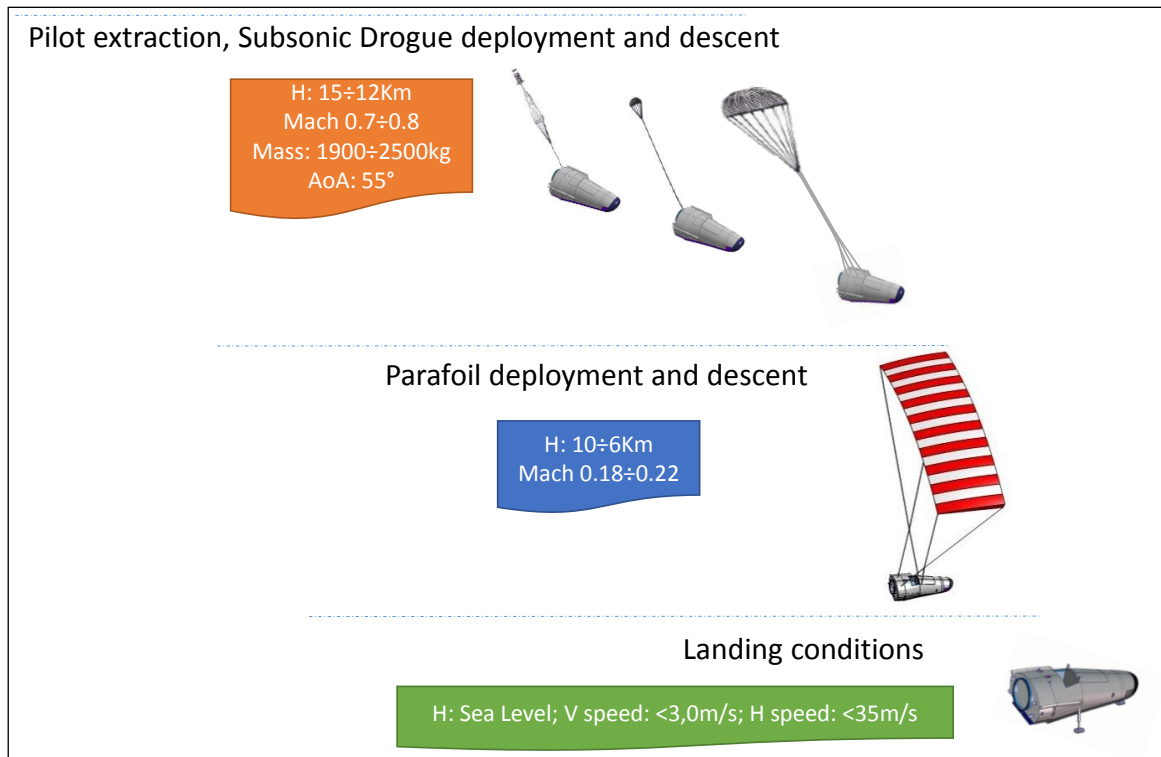 Pilot extraction, Subsonic Drogue deployment and descent
H: 15÷12Km
Mach 0.7÷0.8
Mass: 1900÷2500kg
AoA: 55°
Parafoil deployment and descent
H: 10÷6Km
Mach 0.18÷0.22
Landing conditions
H: Sea Level; V speed: <3,0m/s; H speed: <35m/s